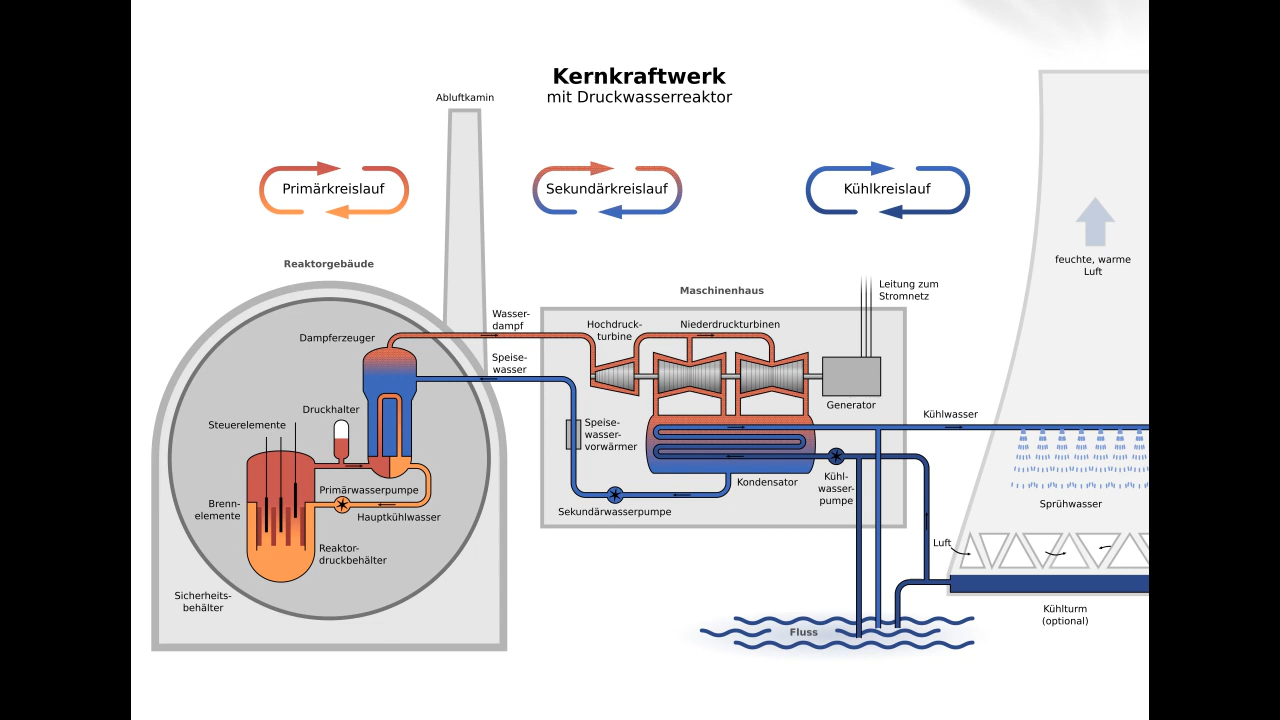 Kernkraftwerk
mit Druckwasserreaktor
Abluftkamin
Primärkreislauf
Sekundärkreislauf
Kühlkreislauf
feuchte, warme
Luft
Reaktorgebäude
Maschinenhaus
Leitung zum
Stromnetz
Wasser-
dampf
Hochdruck-
turbine
Niederdruckturbinen
Dampferzeuger
Speise-
wasser
Generator
Druckhalter
Steuerelemente
Speise-
wasser-
vorwärmer
Kühlwasser
Kondensator
Kühl-
wasser-
pumpe
Primärwasserpumpe
Brenn-
elemente
Hauptkühlwasser
Sekundärwasserpumpe
Sprühwasser
Reaktor-
druckbehälter
Luft
Sicherheits-
behälter
Kühlturm
(optional)
Fluss